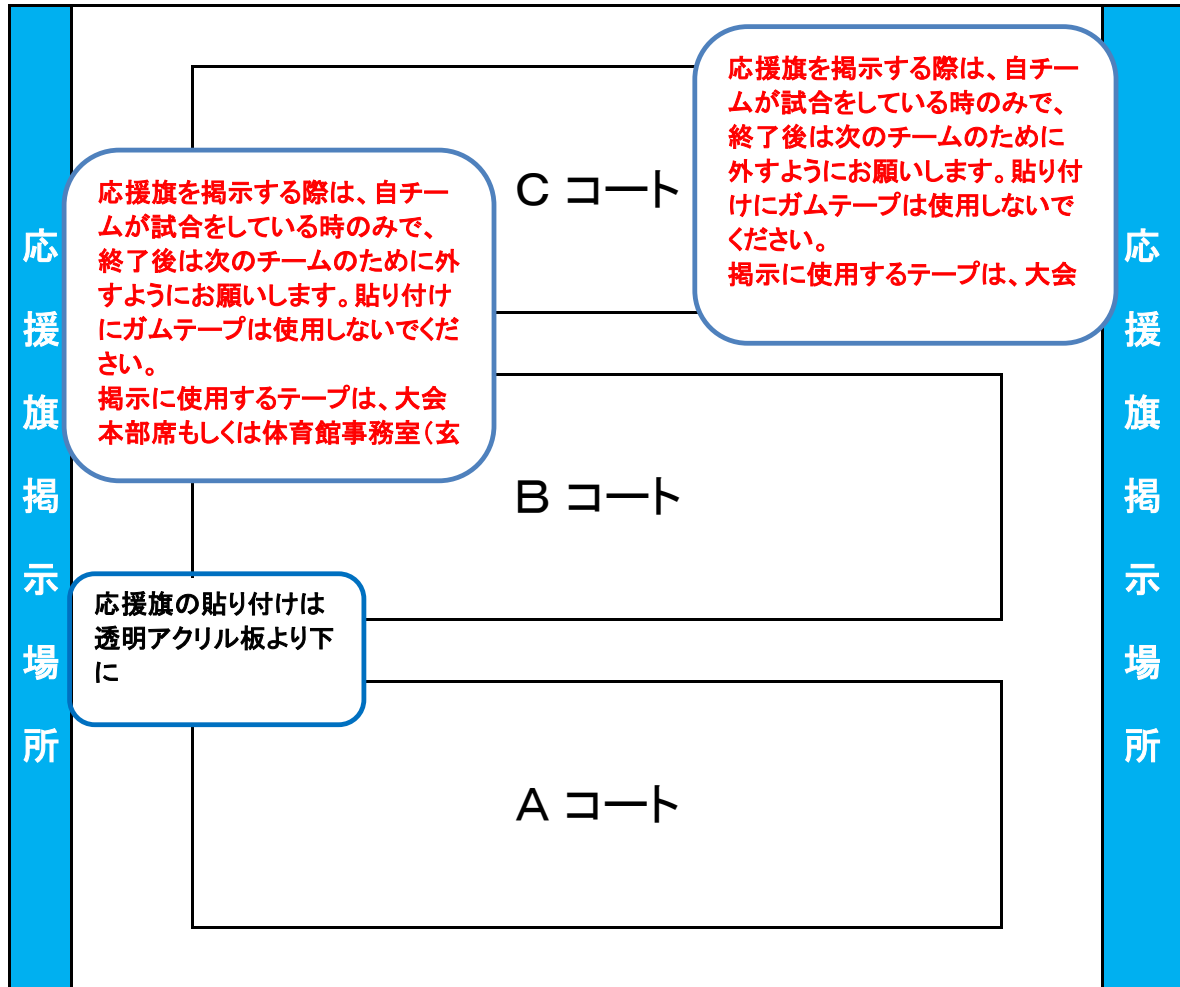 応援旗掲示場所
応援旗を掲示する際は、自チー
ムが試合をしている時のみで、
終了後は次のチームのために
外すようにお願いします。貼り付
けにガムテープは使用しないで
ください。
掲示に使用するテープは、大会
C コート
応援旗を掲示する際は、自チー
ムが試合をしている時のみで、
終了後は次のチームのために外
すようにお願いします。貼り付け
にガムテープは使用しないでくだ
さい。
掲示に使用するテープは、大会
本部席もしくは体育館事務室（玄
B コート
応援旗の貼り付けは
透明アクリル板より下
に
A コート
応援旗掲示場所